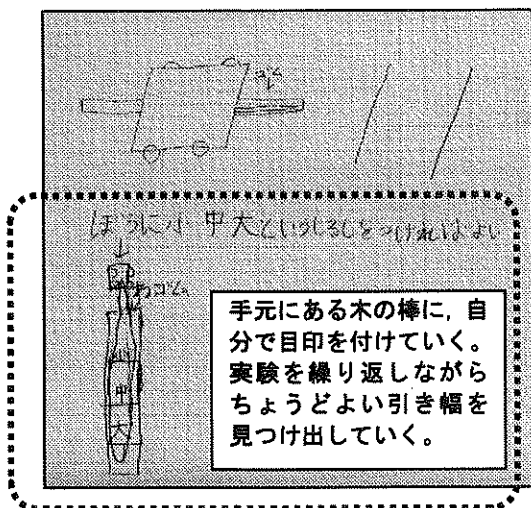 ゴム
ぼうに小 中大というしるしをつければよい
わゴム
小
中
大
手元にある木の棒に，自
分で目印を付けていく。
実験を繰り返しながら
ちょうどよい引き幅を
見つけ出していく。